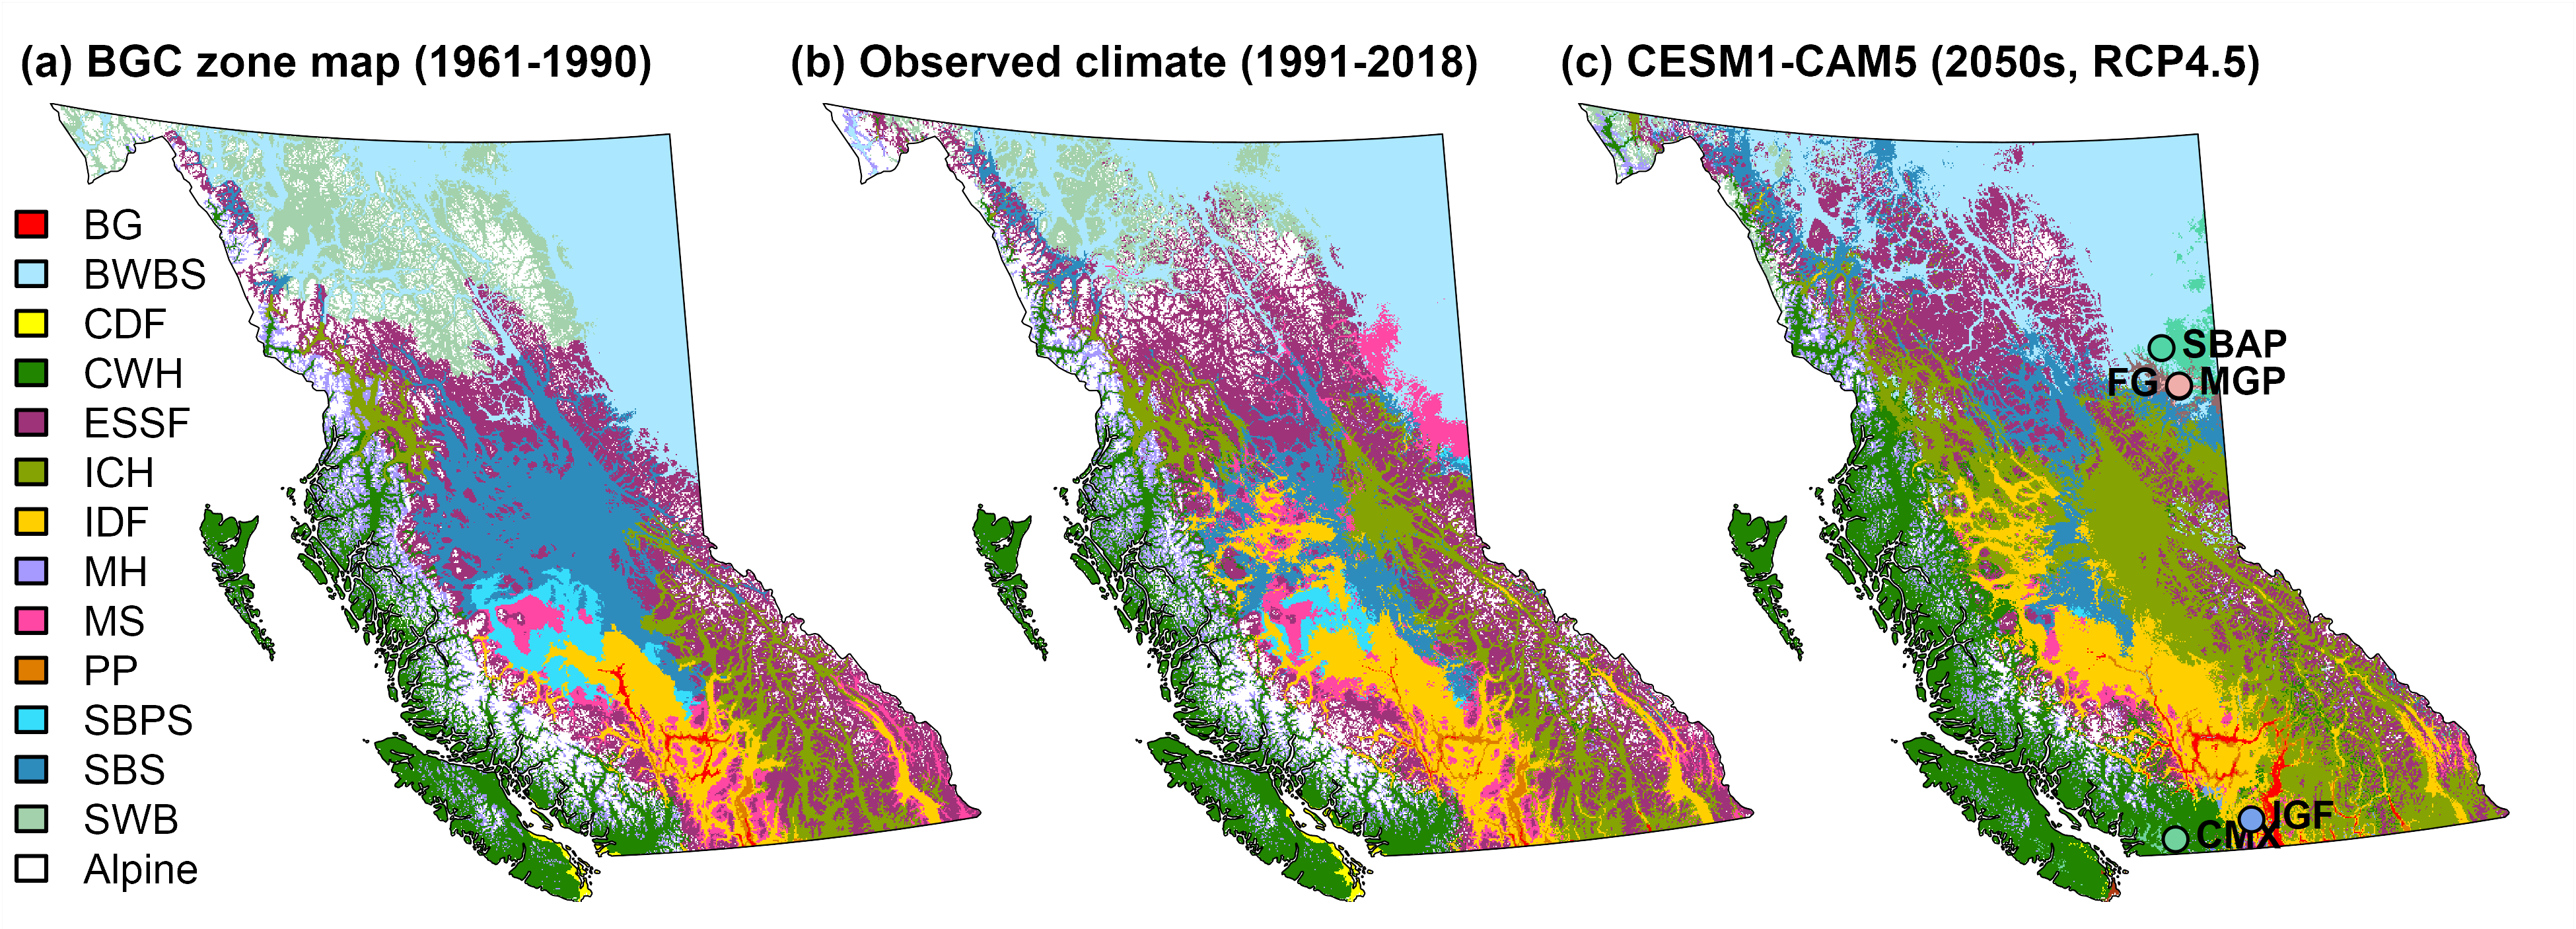 (a) BGC zone map (1961-1990)
(b) Observed climate (1991-2018)
(c) CESM1-CAM5 (2050s, RCP4.5)
BG
BWBS
CDF
CWH
ESSF
ICH
IDF
MH
MS
PP
SBPS
SBS
SWB
Alpine
SBAP
FG MGP
IGF
CMX